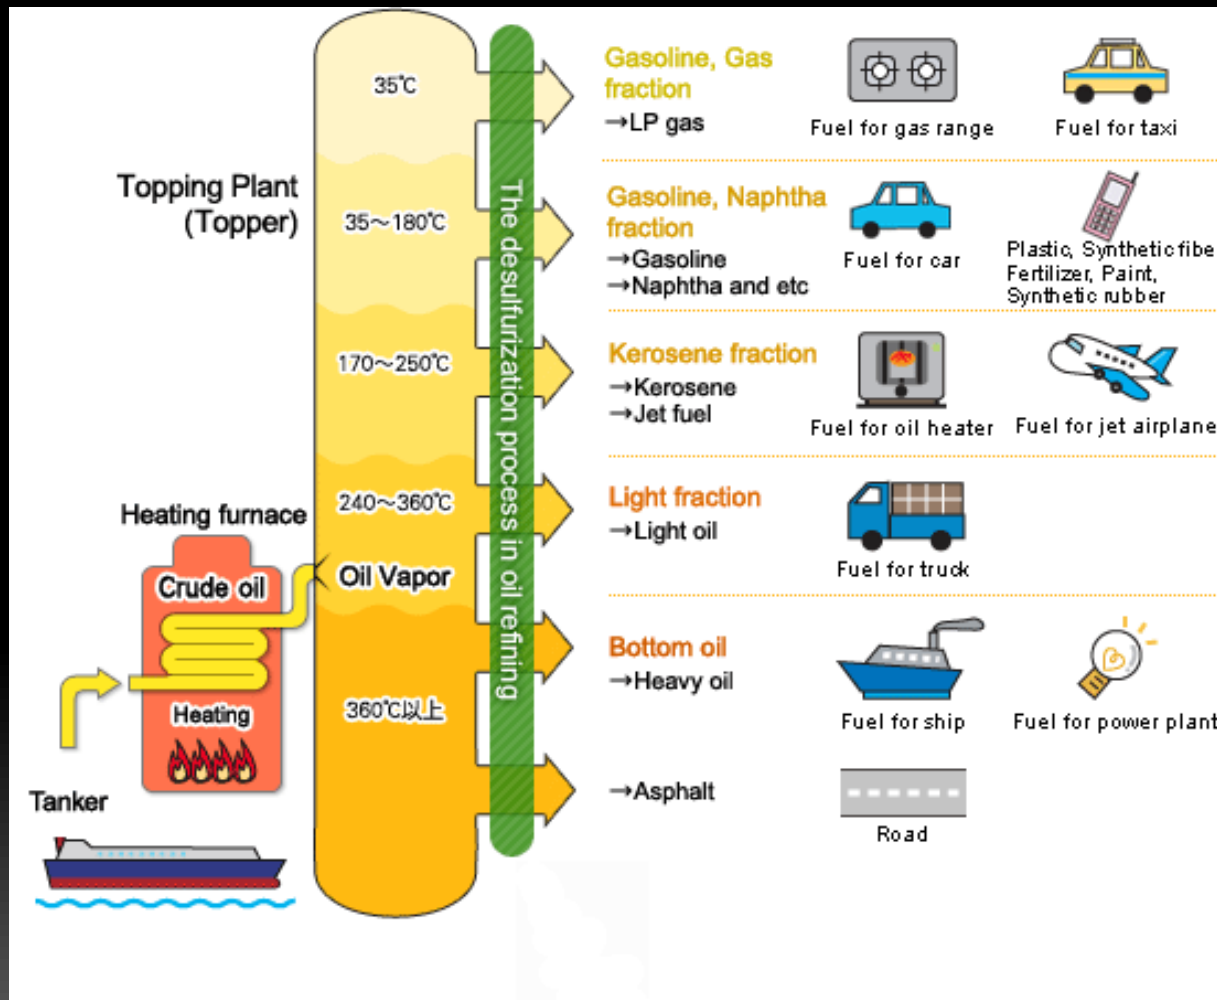 Topping Plant
(Topper)
Heating furnace
Crude oil
Heating
Tanker
35℃
35～180℃
170～250℃
240～360℃
Oil Vapor
360℃以上
The desulfurization process in oil refining
Gasoline, Gas
fraction
→LP gas
Fuel for gas range
Fuel for taxi
Gasoline, Naphtha
fraction
→Gasoline
→Naphtha and etc
Fuel for car
Plastic, Synthetic fibe
Fertilizer, Paint,
Synthetic rubber
Kerosene fraction
→Kerosene
→Jet fuel
Fuel for oil heater
Fuel for jet airplane
Light fraction
→Light oil
Fuel for truck
Bottom oil
→Heavy oil
Fuel for ship
Fuel for power plant
→Asphalt
Road